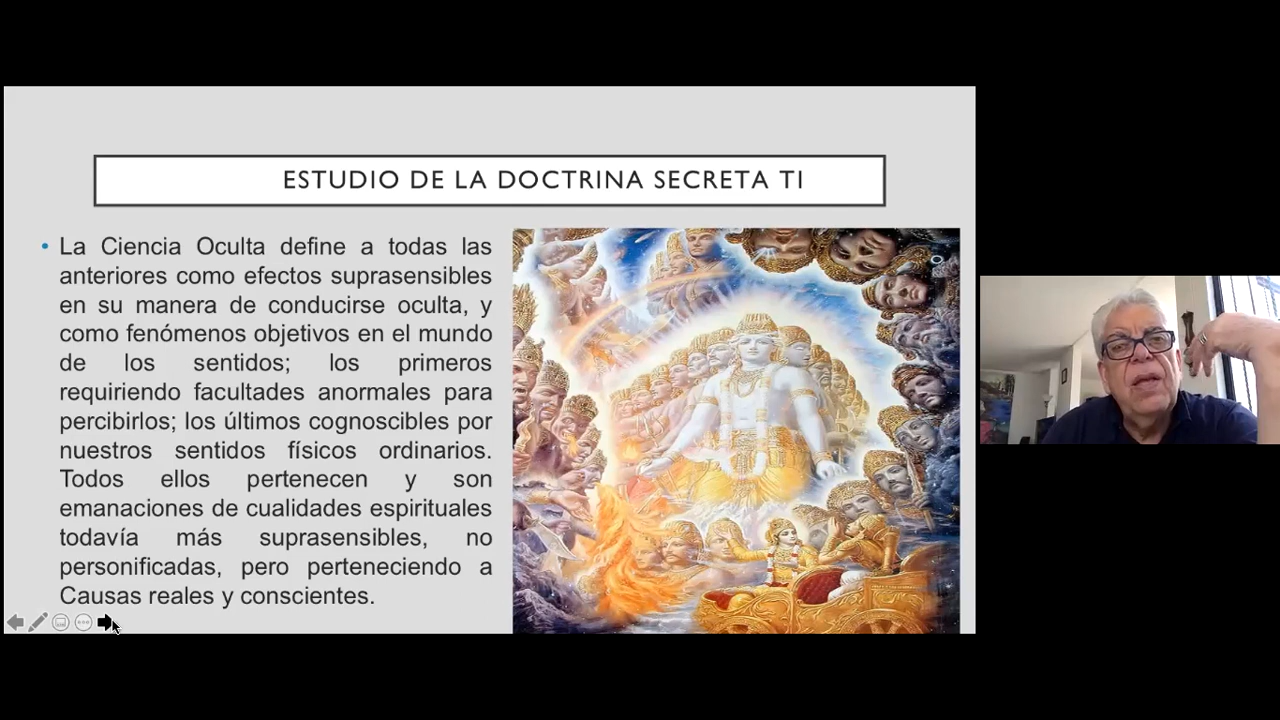 ESTUDIO DE LA DOCTRINA SECRETA TI
• La Ciencia Oculta define a todas las
anteriores como efectos suprasensibles
en su manera de conducirse oculta, y
como fenómenos objetivos en el mundo
de los sentidos; los primeros
requiriendo facultades anormales para
percibirlos; los últimos cognoscibles por
nuestros sentidos físicos ordinarios.
Todos ellos pertenecen y son
emanaciones de cualidades espirituales
todavía más suprasensibles, no
personificadas, pero perteneciendo a
Causas reales y conscientes.